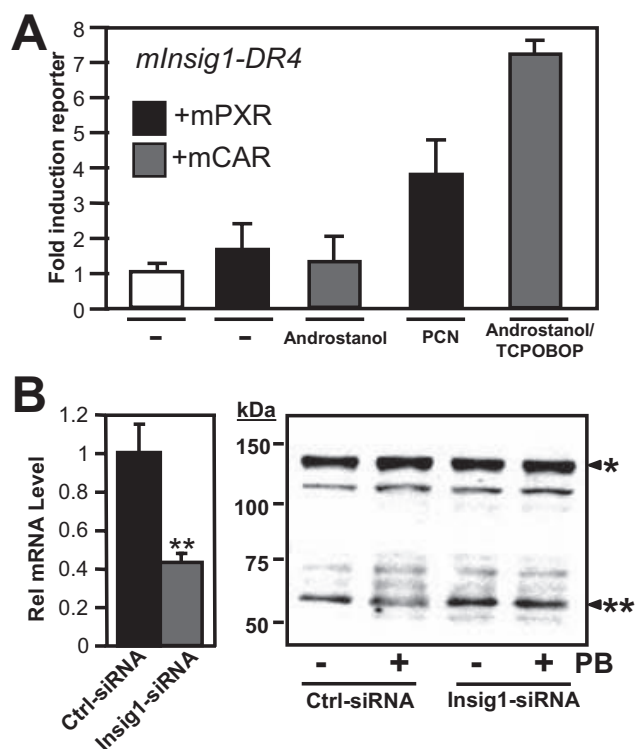 A
mInsig1-DR4
+mPXR
+mCAR
Fold induction reporter
8
7
6
5
4
3
2
1
0
-
-
Androstanol
PCN
Androstanol/
TCPOBOP
B
Rel mRNA Level
1.2
1
0.8
0.6
0.4
0.2
0
**
Ctrl-siRNA
Insig1-siRNA
kDa
150
100
75
50
*
**
- + - + PB
Ctrl-siRNA Insig1-siRNA